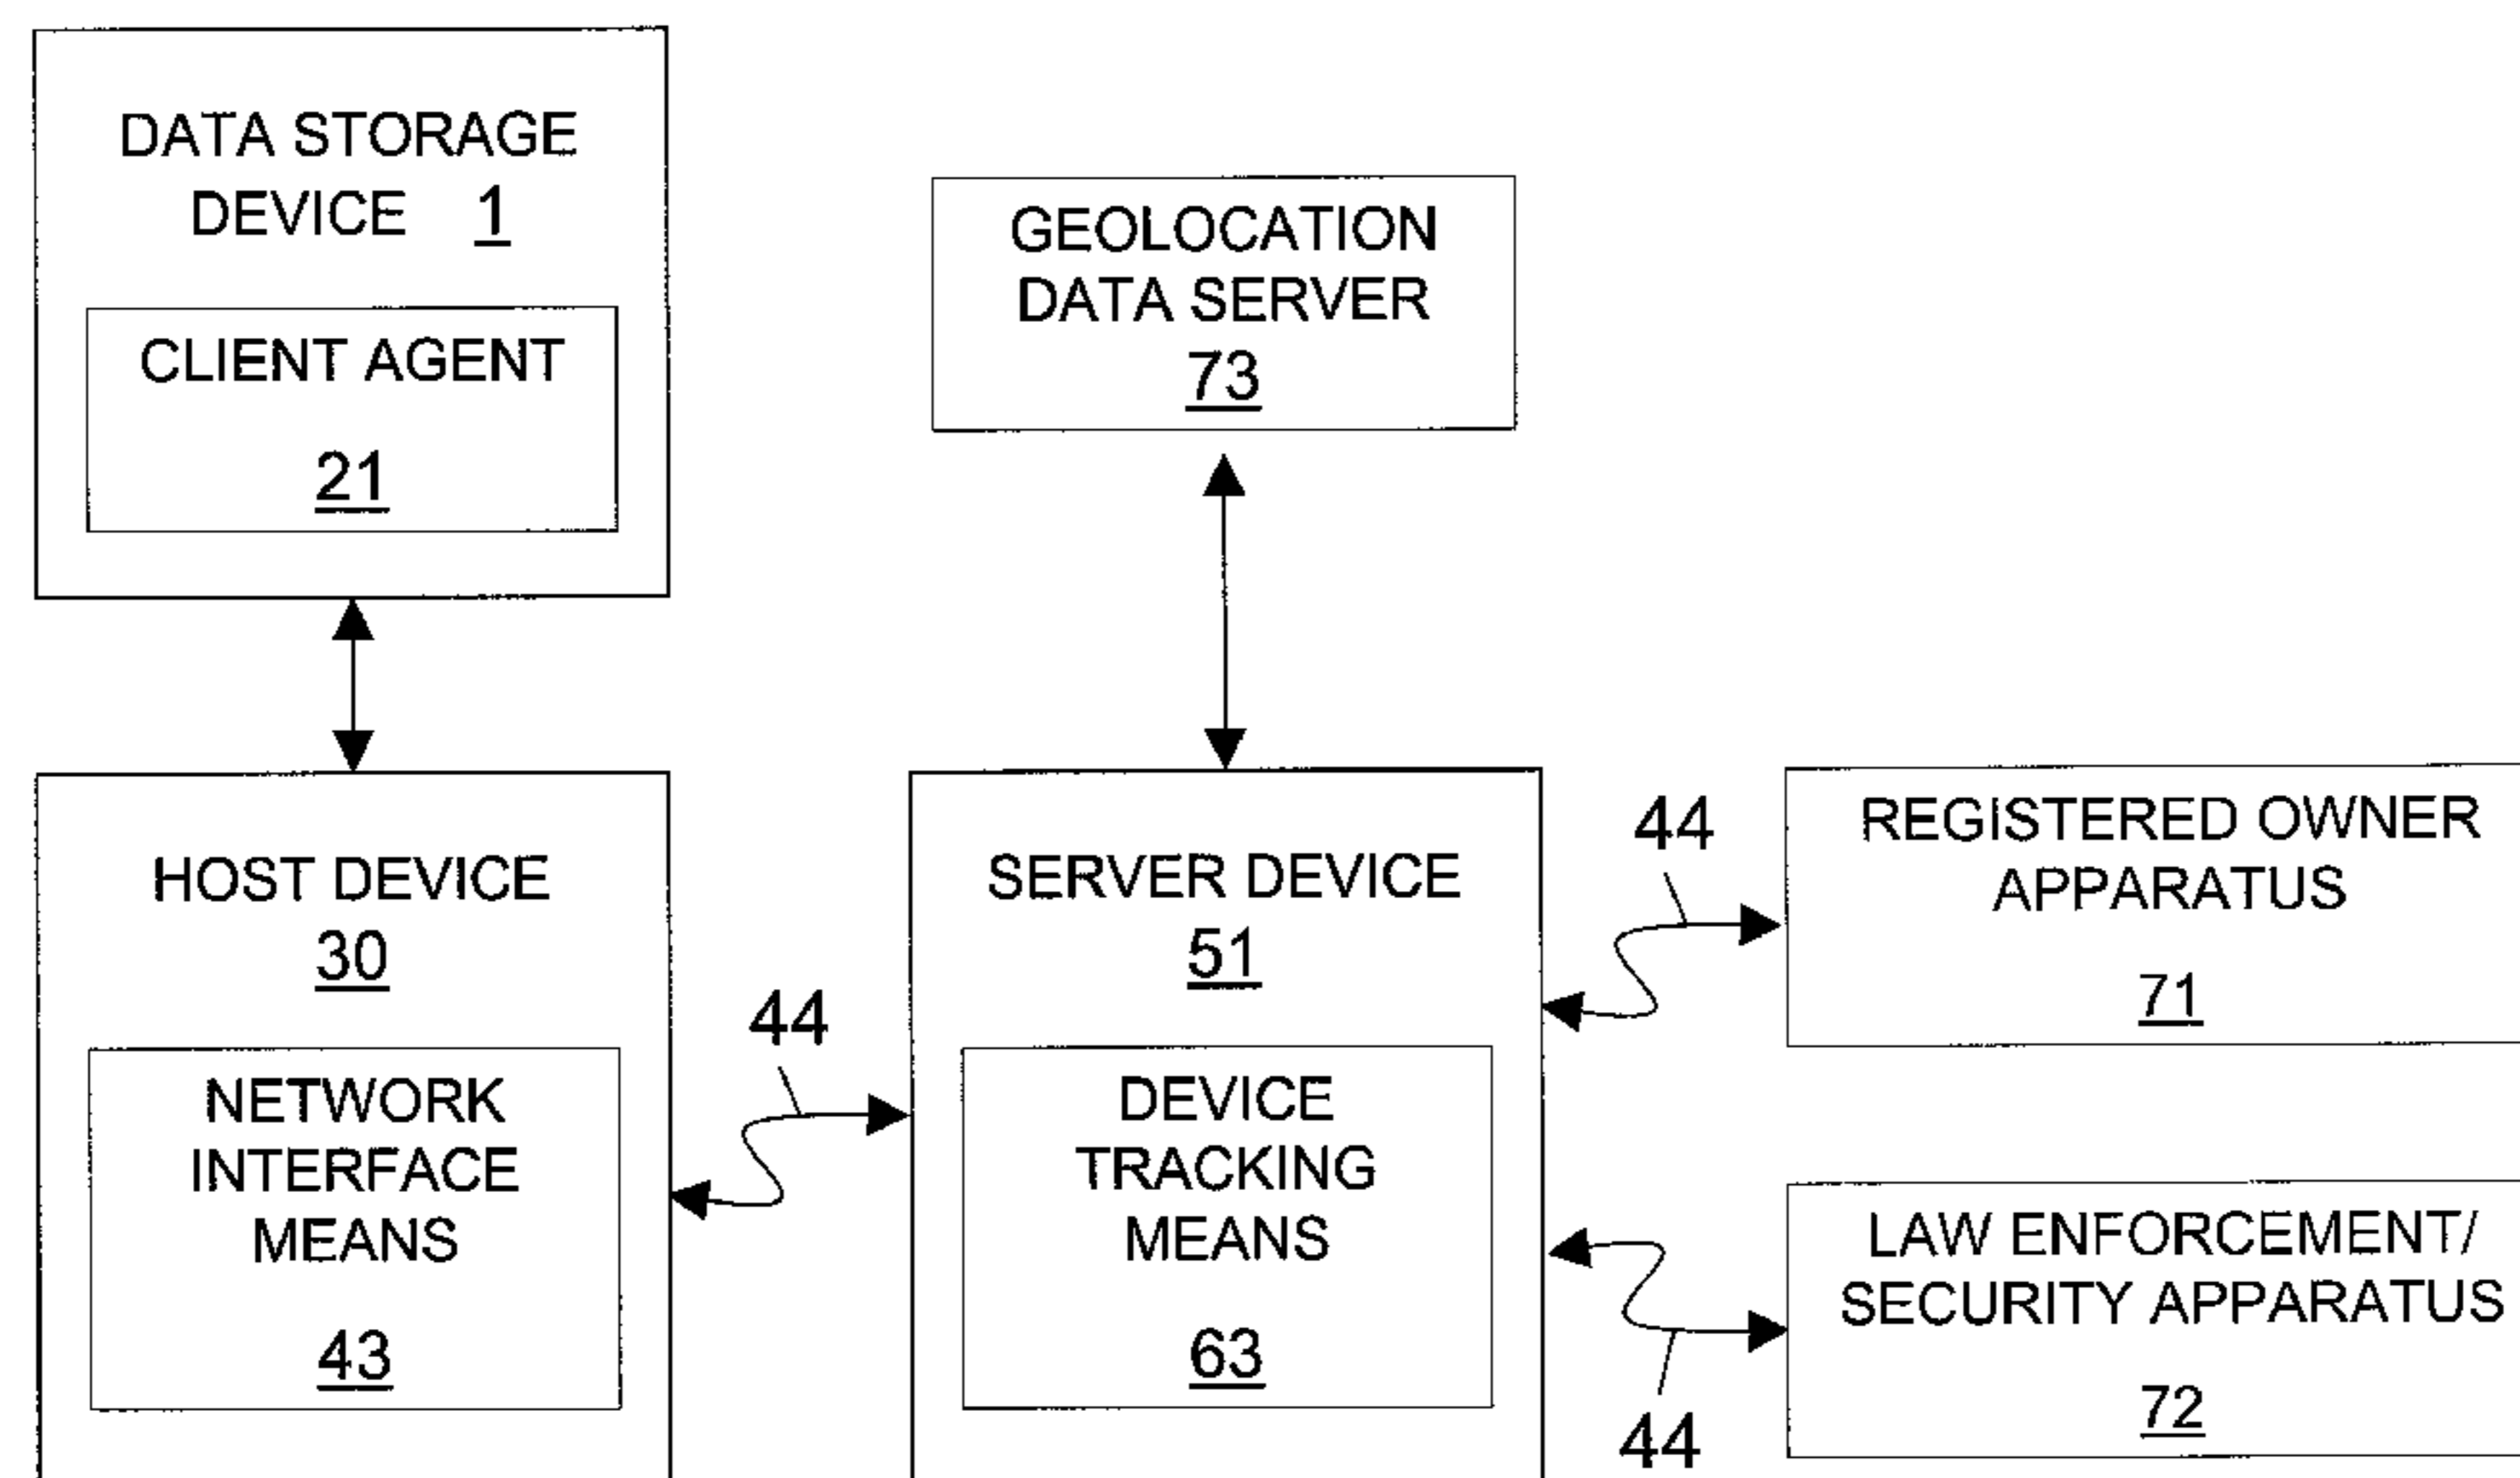 DATA STORAGE
DEVICE 1
CLIENT AGENT
21
GEOLOCATION
DATA SERVER
73
HOST DEVICE
30
NETWORK
INTERFACE
MEANS
43
44
SERVER DEVICE
51
DEVICE
TRACKING
MEANS
63
44
REGISTERED OWNER
APPARATUS
71
LAW ENFORCEMENT/
SECURITY APPARATUS
72
44